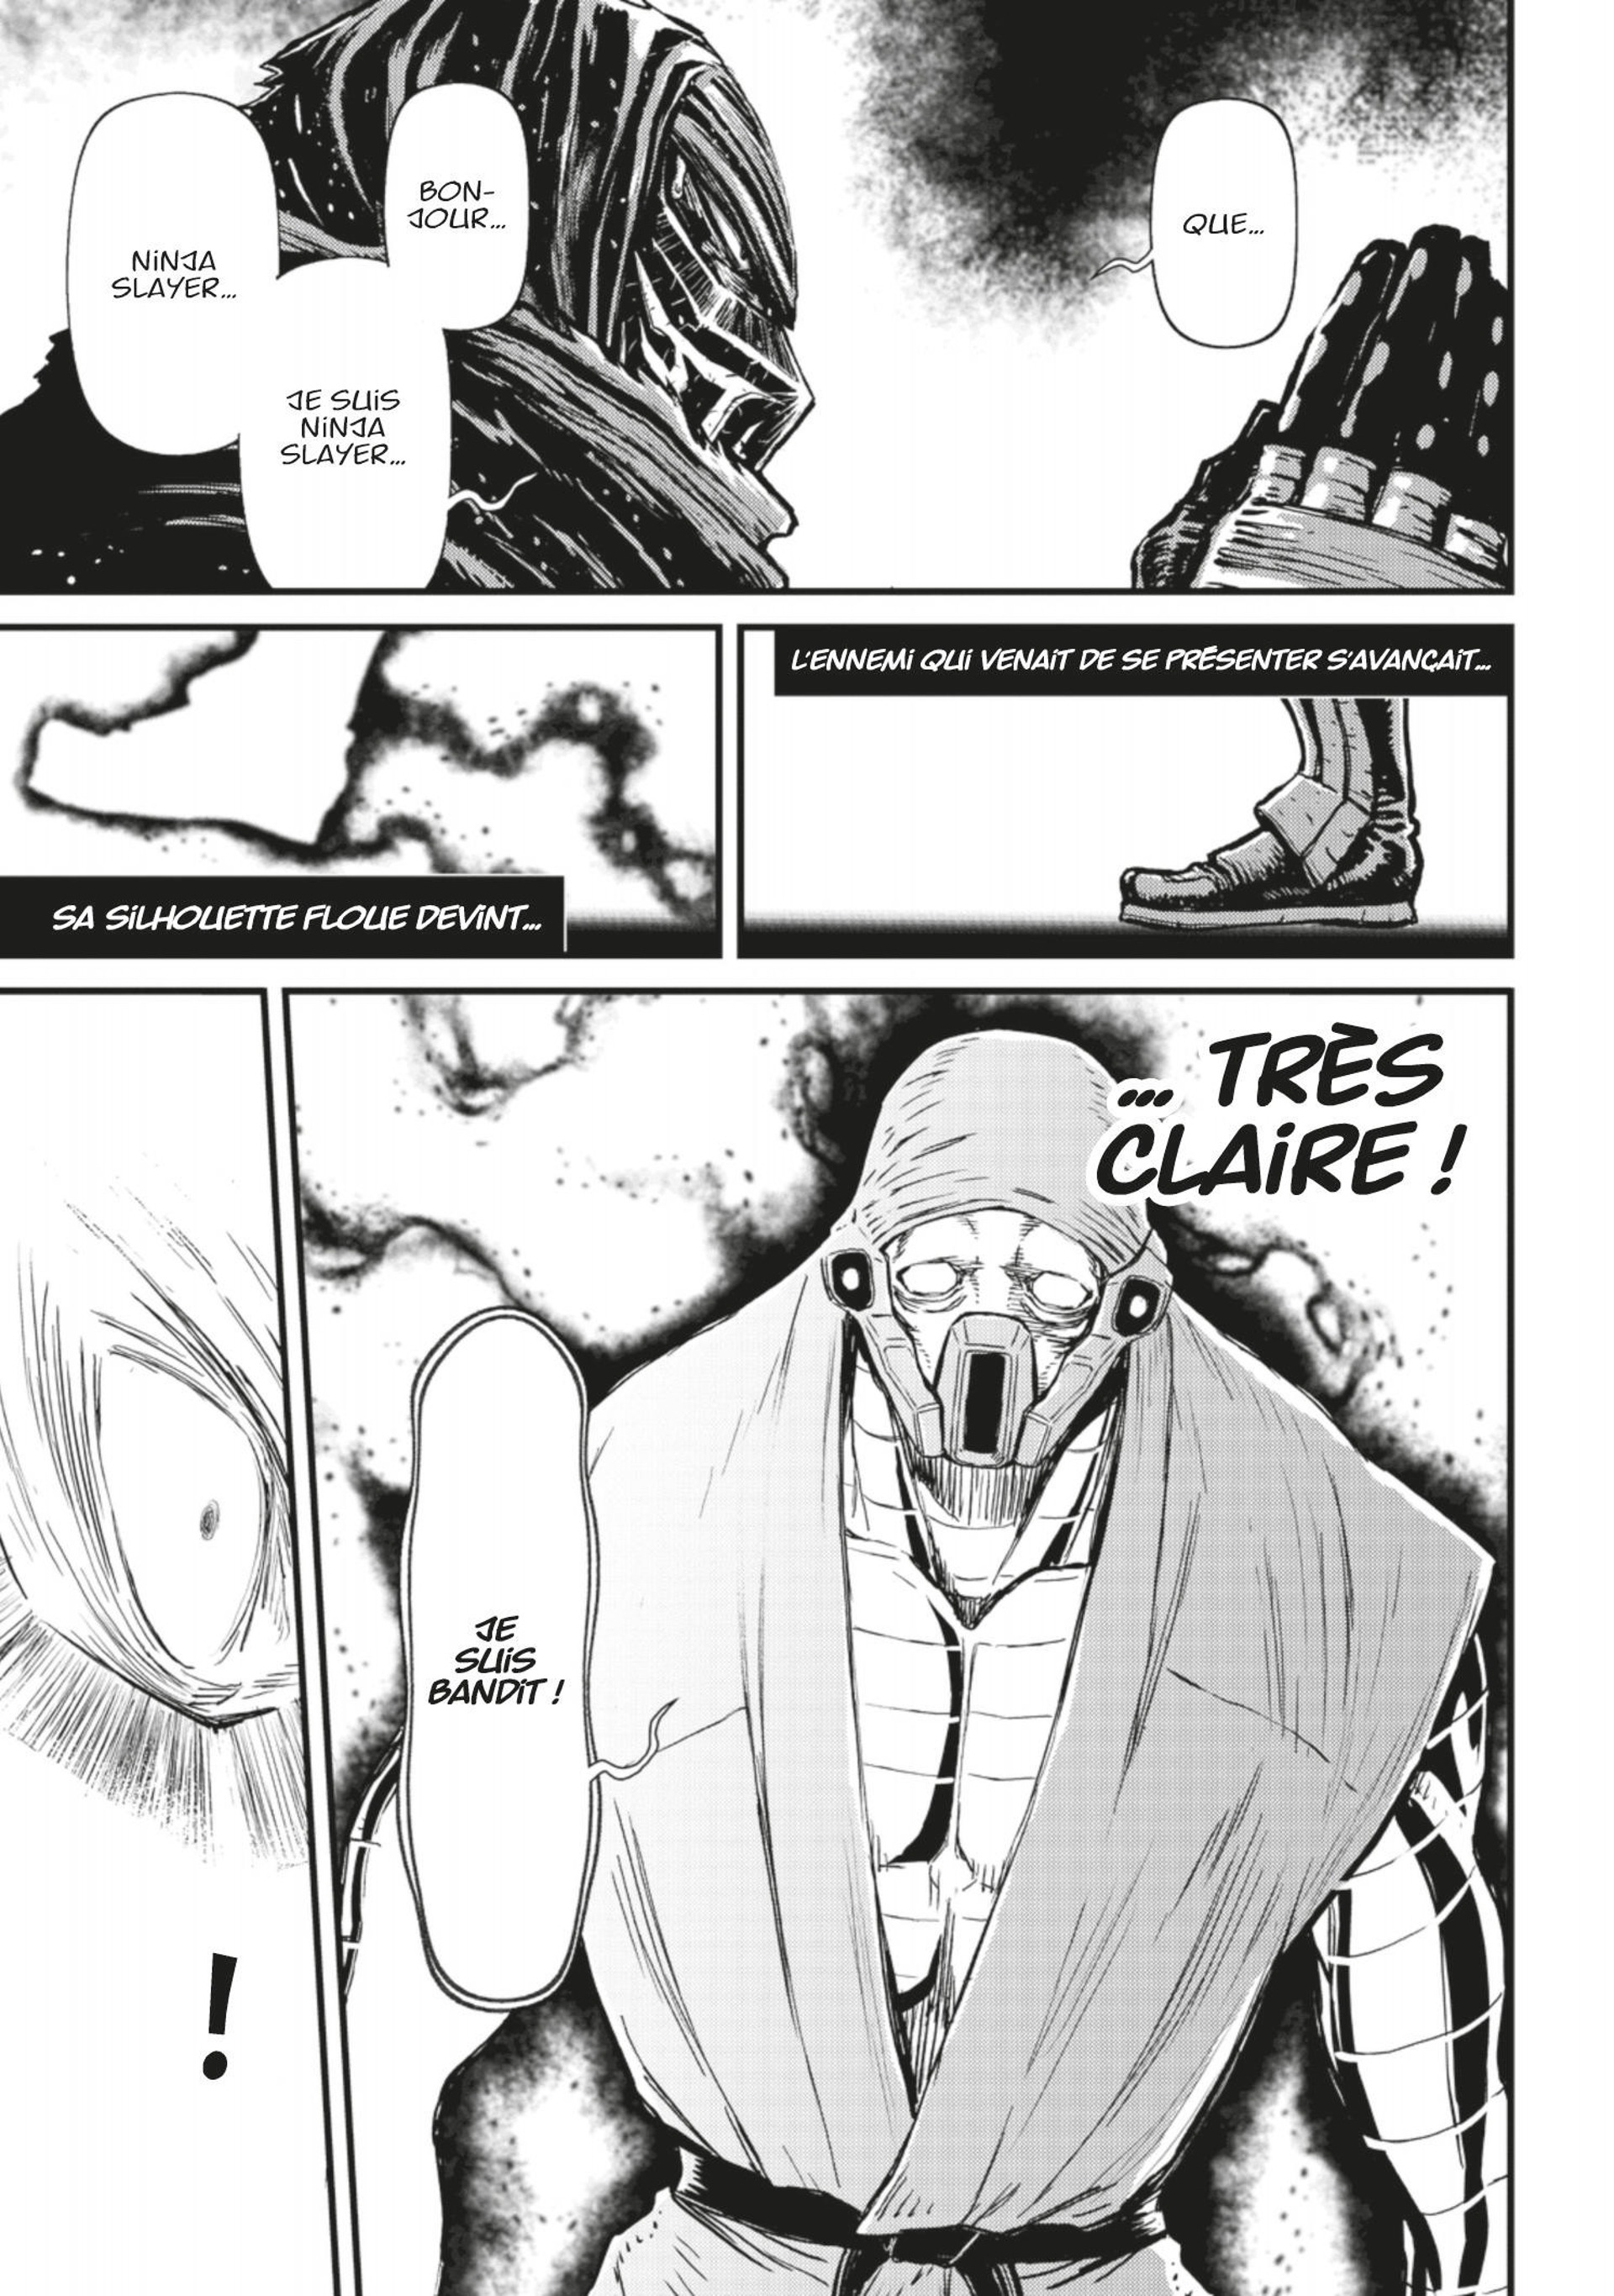 QUE...
BON-
JOUR...
JE SUIS
NINJA
SLAYER...
NINJA
SLAYER...
L'ENNEMI QUI VENAIT DE SE PRÉSENTER S'AVANÇAIT...
SA SILHOUETTE FLOUE DEVINT...
... TRÈS
CLAIRE !
JE
SUIS
BANDIT !
!